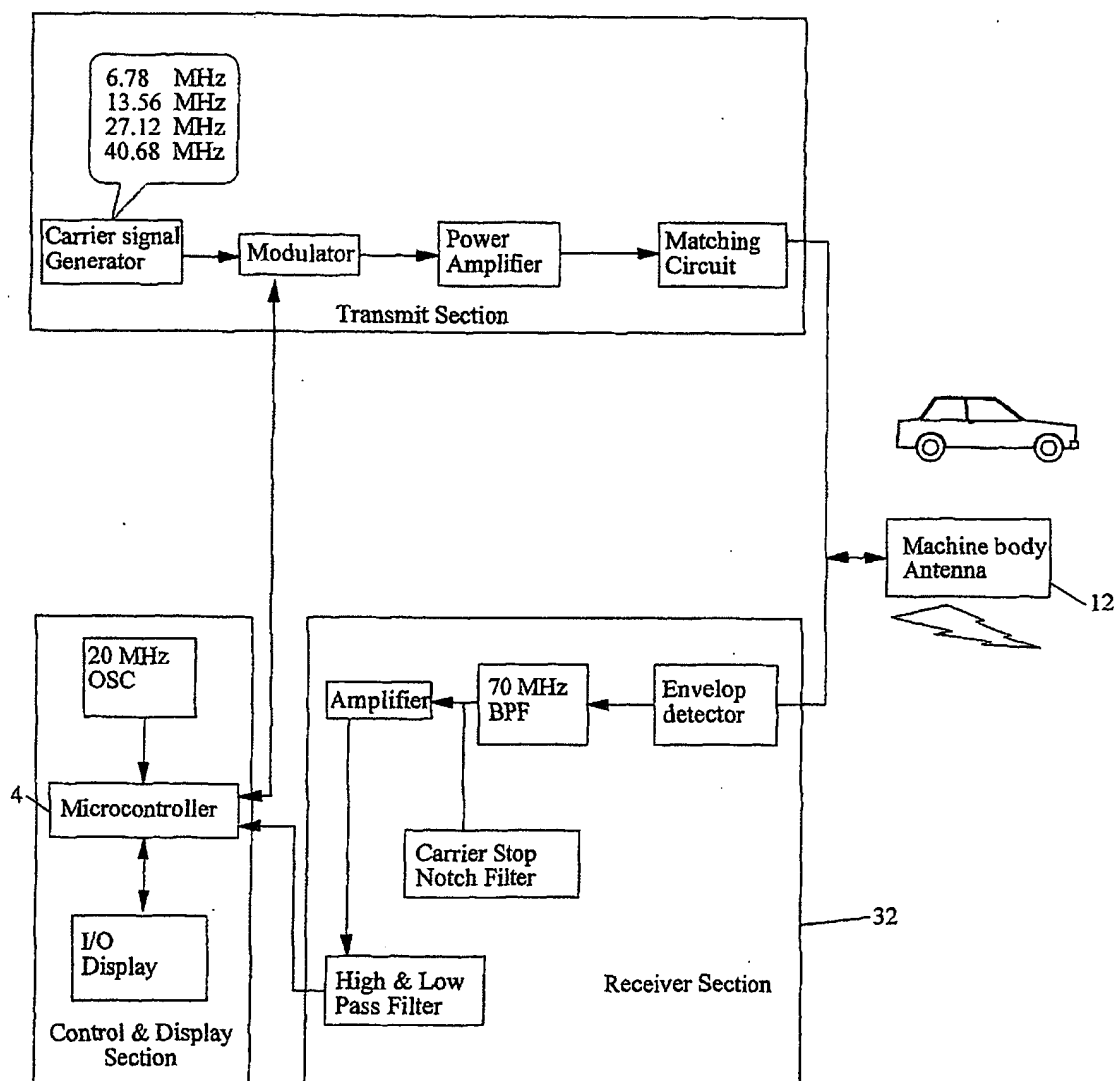 6.78 MHz
13.56 MHz
27.12 MHz
40.68 MHz
Carrier signal
Generator
Modulator
Power
Amplifier
Matching
Circuit
Transmit Section
Machine body
Antenna
12
20 MHz
OSC
4
Microcontroller
I/O
Display
Control & Display
Section
Amplifier
70 MHz
BPF
Envelop
detector
Carrier Stop
Notch Filter
32
High & Low
Pass Filter
Receiver Section